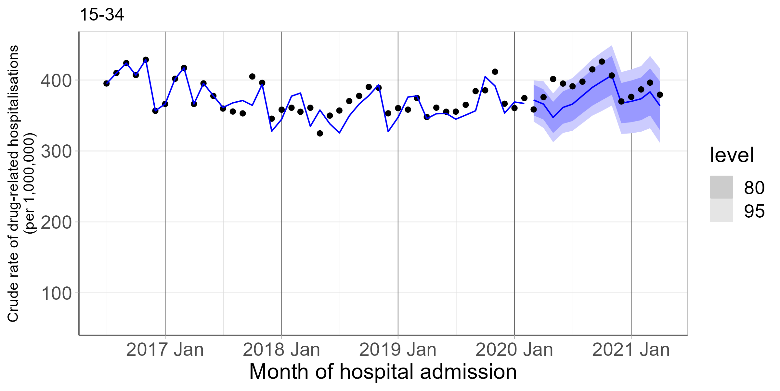 15-34
Crude rate of drug-related hospitalisations
(per 1,000,000)
400
300
200
100
2017 Jan
2018 Jan
2019 Jan
2020 Jan
2021 Jan
Month of hospital admission
level
80
95